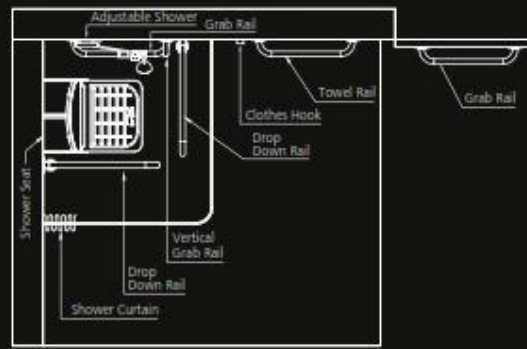 Adjustable Shower
Grab Rail
Towel Rail
Grab Rail
Clothes Hook
Drop
Down Rail
Shower Seat
Vertical
Grab Rail
Drop
Down Rail
Shower Curtain